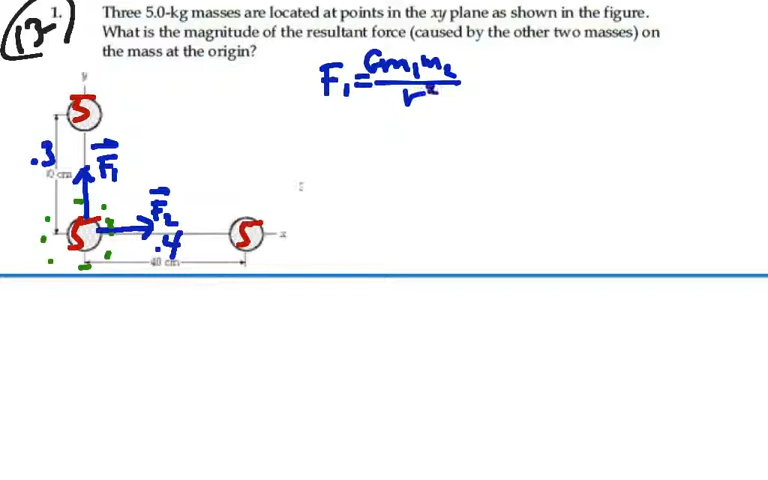 13-
1. Three 5.0-kg masses are located at points in the xy plane as shown in the figure.
What is the magnitude of the resultant force (caused by the other two masses) on
the mass at the origin?
F₁ = Gm₁m₂ / r²
y
5
.3
F₁
F₂
5
.4
5
x
40 cm